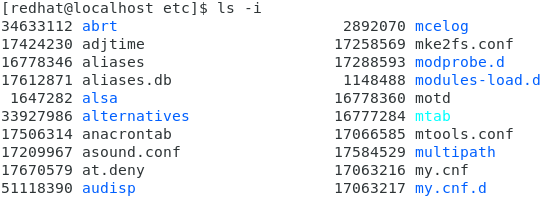 [redhat@localhost etc]$ ls -i
34633112 abrt 2892070 mcelog
17424230 adjtime 17258569 mke2fs.conf
16778346 aliases 17288593 modprobe.d
17612871 aliases.db 1148488 modules-load.d
1647282 alsa 16778360 motd
33927986 alternatives 16777284 mtab
17506314 anacrontab 17066585 mtools.conf
17209967 asound.conf 17584529 multipath
17670579 at.deny 17063216 my.cnf
51118390 audisp 17063217 my.cnf.d